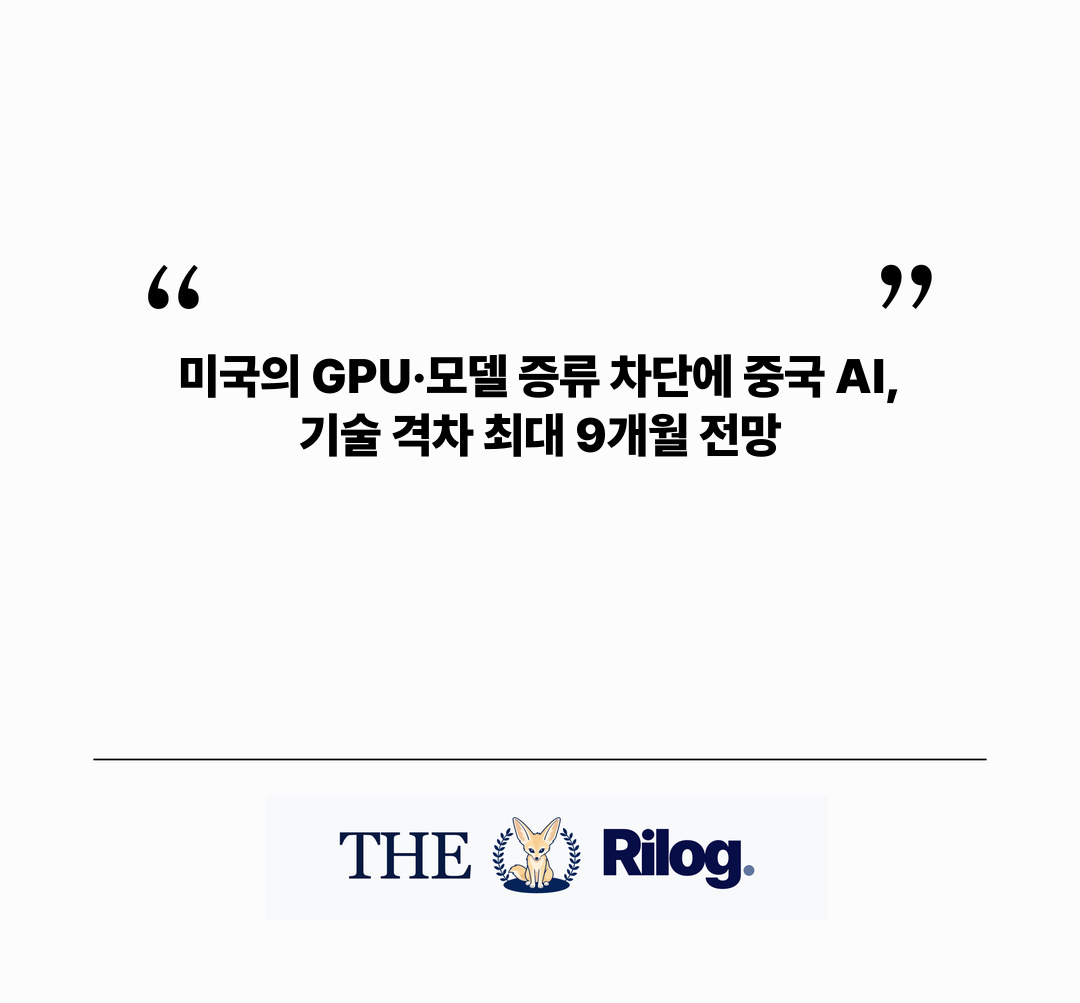 “ ”
미국의 GPU·모델 증류 차단에 중국 AI,
기술 격차 최대 9개월 전망
THE Rilog.